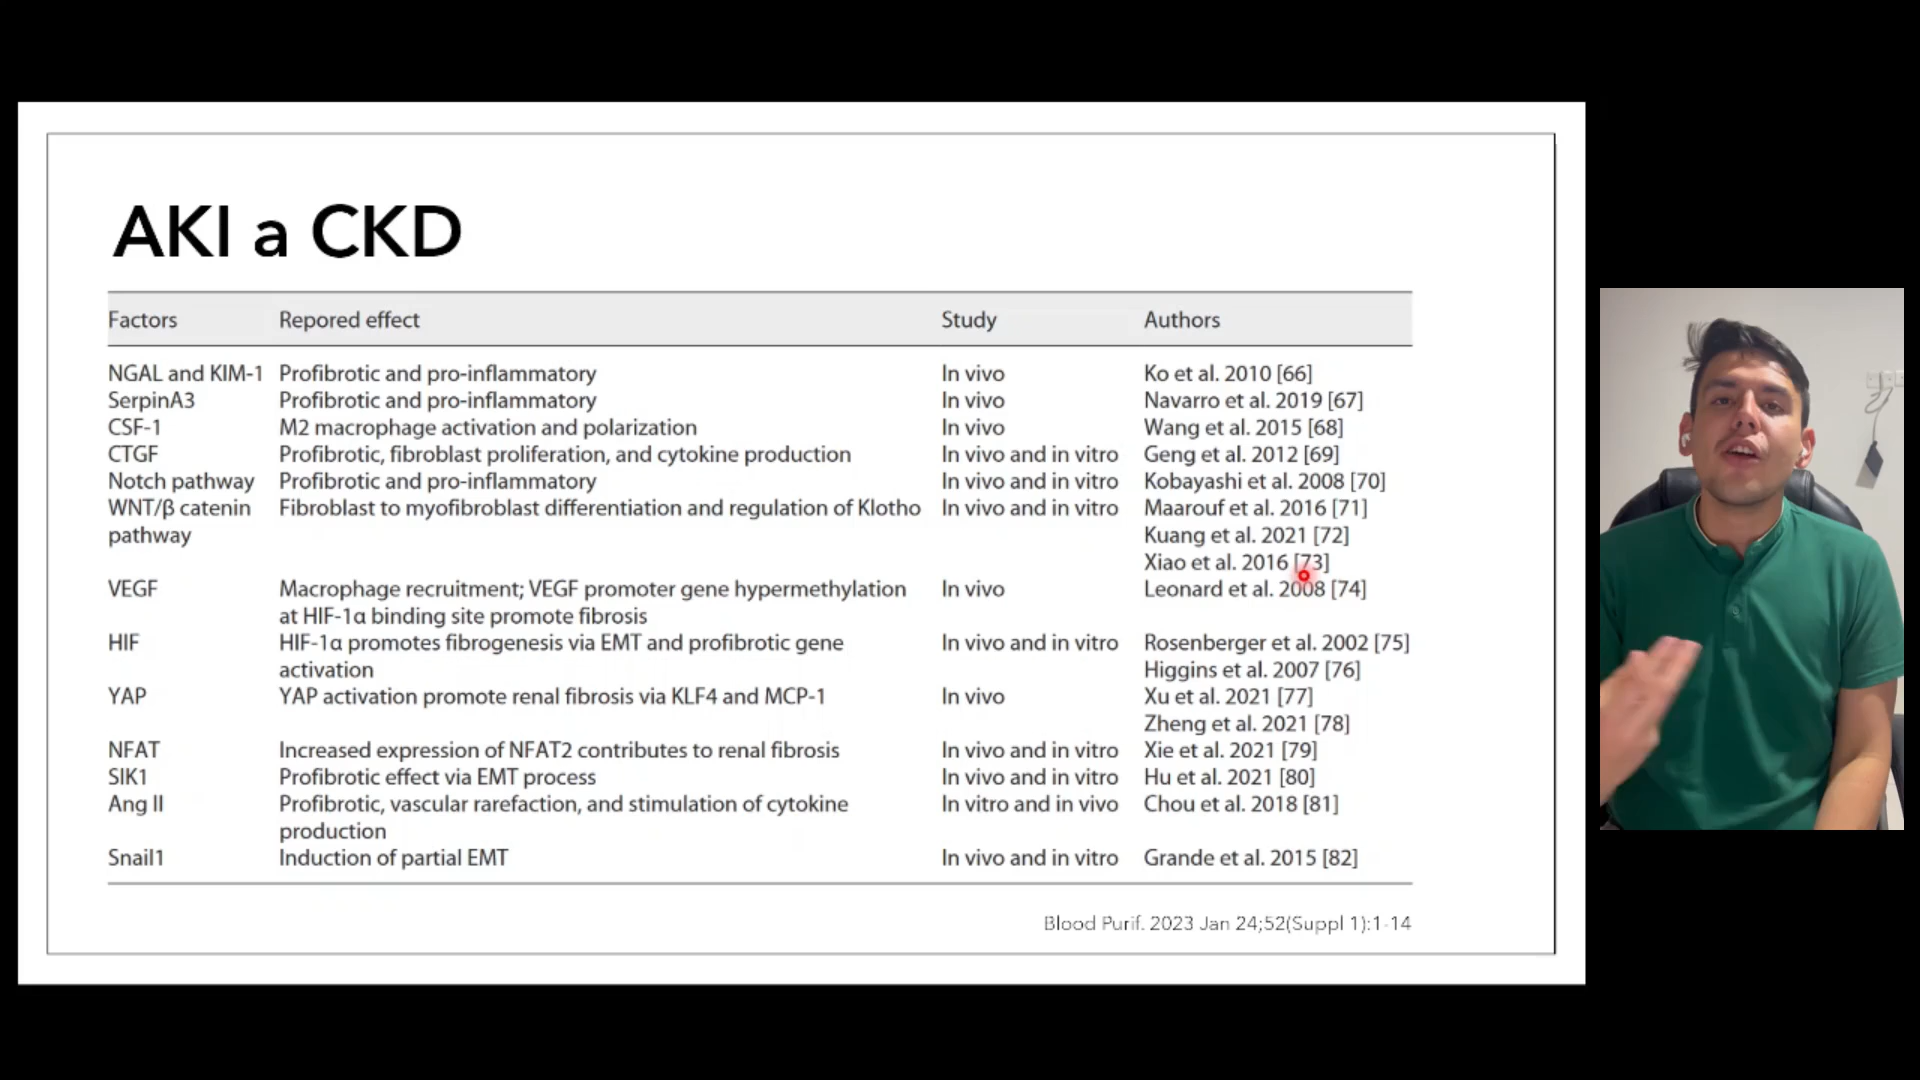 AKI a CKD
Factors Repored effect Study Authors
NGAL and KIM-1 Profibrotic and pro-inflammatory In vivo Ko et al. 2010 [66]
SerpinA3 Profibrotic and pro-inflammatory In vivo Navarro et al. 2019 [67]
CSF-1 M2 macrophage activation and polarization In vivo Wang et al. 2015 [68]
CTGF Profibrotic, fibroblast proliferation, and cytokine production In vivo and in vitro Geng et al. 2012 [69]
Notch pathway Profibrotic and pro-inflammatory In vivo and in vitro Kobayashi et al. 2008 [70]
WNT/β catenin Fibroblast to myofibroblast differentiation and regulation of Klotho In vivo and in vitro Maarouf et al. 2016 [71]
pathway Kuang et al. 2021 [72]
Xiao et al. 2016 [73]
VEGF Macrophage recruitment; VEGF promoter gene hypermethylation In vivo Leonard et al. 2008 [74]
at HIF-1α binding site promote fibrosis
HIF HIF-1α promotes fibrogenesis via EMT and profibrotic gene In vivo and in vitro Rosenberger et al. 2002 [75]
activation Higgins et al. 2007 [76]
YAP YAP activation promote renal fibrosis via KLF4 and MCP-1 In vivo Xu et al. 2021 [77]
Zheng et al. 2021 [78]
NFAT Increased expression of NFAT2 contributes to renal fibrosis In vivo and in vitro Xie et al. 2021 [79]
SIK1 Profibrotic effect via EMT process In vivo and in vitro Hu et al. 2021 [80]
Ang II Profibrotic, vascular rarefaction, and stimulation of cytokine In vitro and in vivo Chou et al. 2018 [81]
production
Snail1 Induction of partial EMT In vivo and in vitro Grande et al. 2015 [82]
Blood Purif. 2023 Jan 24;52(Suppl 1):1-14